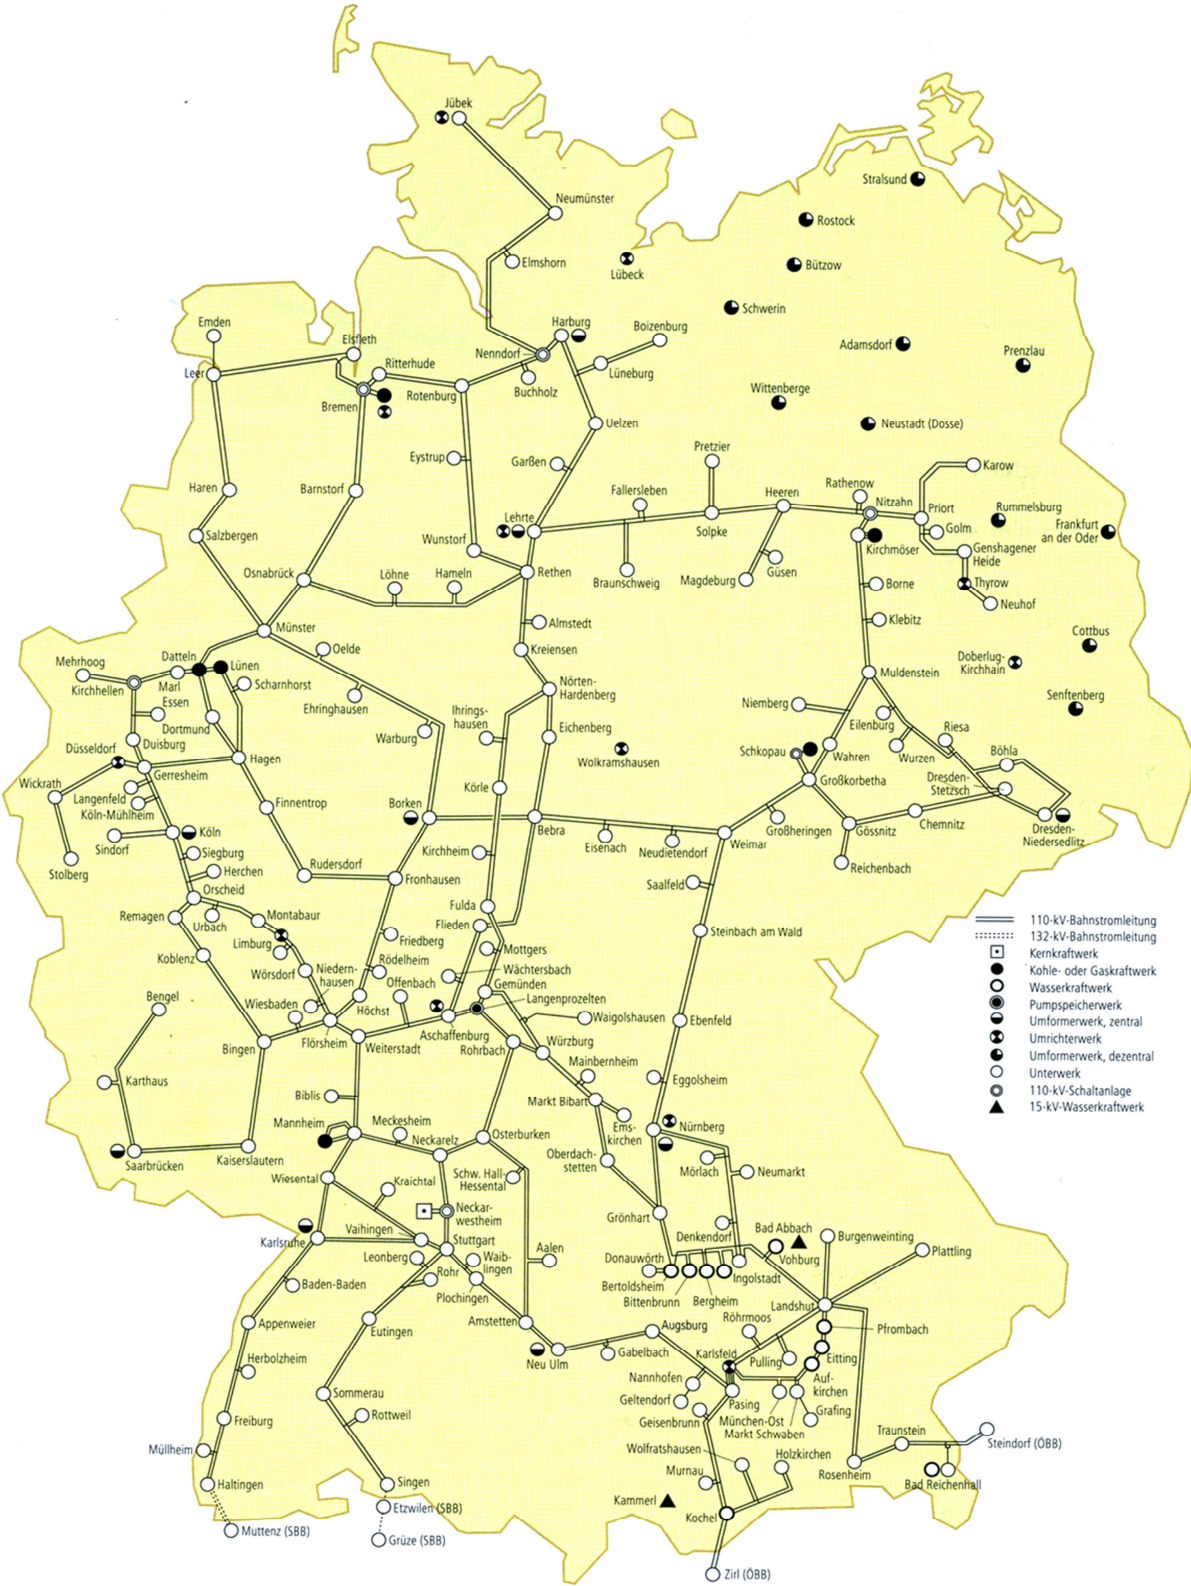 Jübek
Neumünster
Stralsund
Rostock
Elmshorn
Lübeck
Bützow
Schwerin
Emden
Elsfleth
Harburg
Boizenburg
Adamsdorf
Prenzlau
Nenndorf
Ritterhude
Leer
Lüneburg
Bremen
Rotenburg
Buchholz
Wittenberge
Uelzen
Neustadt (Dosse)
Eystrup
Garßen
Pretzier
Karow
Haren
Barnstorf
Fallersleben
Heeren
Rathenow
Nitzahn
Priort
Rummelsburg
Lehrte
Solpke
Golm
Frankfurt
an der Oder
Salzbergen
Wunstorf
Kirchmöser
Genshagener
Heide
Osnabrück
Löhne
Hameln
Rethen
Braunschweig
Magdeburg
Güsen
Borne
Thyrow
Neuhof
Münster
Almstedt
Klebitz
Cottbus
Oelde
Kreiensen
Mehrhoog
Datteln
Lünen
Doberlug-
Kirchhain
Kirchhellen
Marl
Scharnhorst
Muldenstein
Essen
Ehringhausen
Nörten-
Hardenberg
Senftenberg
Dortmund
Ihrings-
hausen
Eichenberg
Niemberg
Eilenburg
Riesa
Duisburg
Warburg
Wolkramshausen
Schkopau
Wahren
Wurzen
Böhla
Düsseldorf
Hagen
Gerresheim
Großkorbetha
Dresden-
Stetzsch
Wickrath
Langenfeld
Köln-Mühlheim
Finnentrop
Körle
Borken
Bebra
Großheringen
Gössnitz
Chemnitz
Dresden-
Niedersedlitz
Köln
Sindorf
Eisenach
Neudietendorf
Weimar
Siegburg
Kirchheim
Stolberg
Herchen
Rudersdorf
Fronhausen
Reichenbach
Orscheid
Saalfeld
Remagen
Urbach
Montabaur
Fulda
Flieden
Steinbach am Wald
Limburg
Friedberg
Mottgers
Koblenz
Wörsdorf
Niedern-
hausen
Rödelheim
Offenbach
Wächtersbach
Gemünden
Bengel
Wiesbaden
Höchst
Langenprozelten
Waigolshausen
Ebenfeld
Bingen
Flörsheim
Weiterstadt
Aschaffenburg
Rohrbach
Würzburg
Mainbernheim
Karthaus
Biblis
Eggolsheim
Markt Bibart
Ems-
kirchen
Mannheim
Meckesheim
Neckarelz
Osterburken
Nürnberg
Saarbrücken
Kaiserslautern
Wiesental
Schw. Hall-
Hessental
Oberdach-
stetten
Mörlach
Neumarkt
Kraichtal
Neckar-
westheim
Grönhart
Karlsruhe
Vaihingen
Stuttgart
Denkendorf
Bad Abbach
Burgenweinting
Plattling
Leonberg
Waib-
lingen
Aalen
Donauwörth
Vohburg
Baden-Baden
Rohr
Plochingen
Bertoldsheim
Bittenbrunn
Bergheim
Ingolstadt
Landshut
Appenweier
Eutingen
Amstetten
Augsburg
Röhrmoos
Pfrombach
Neu Ulm
Gabelbach
Karlsfeld
Pulling
Eitting
Herbolzheim
Nannhofen
Auf-
kirchen
Sommerau
Geltendorf
Pasing
Freiburg
Rottweil
Geisenbrunn
München-Ost
Grafing
Markt Schwaben
Traunstein
Müllheim
Wolfratshausen
Holzkirchen
Steindorf (ÖBB)
Haltingen
Singen
Murnau
Rosenheim
Bad Reichenhall
Etzwilen (SBB)
Kammerl
Kochel
Muttenz (SBB)
Grüze (SBB)
Zirl (ÖBB)
110-kV-Bahnstromleitung
132-kV-Bahnstromleitung
Kernkraftwerk
Kohle- oder Gaskraftwerk
Wasserkraftwerk
Pumpspeicherwerk
Umformerwerk, zentral
Umrichterwerk
Umformerwerk, dezentral
Unterwerk
110-kV-Schaltanlage
15-kV-Wasserkraftwerk